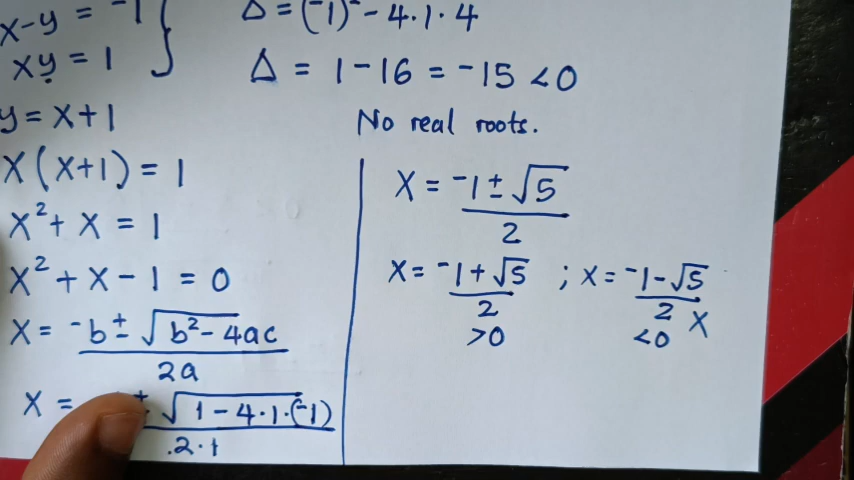 x-y = ⁻1 }
xy = 1
y = x+1
x(x+1) = 1
x² + x = 1
x² + x - 1 = 0
x = ⁻b ± √(b² - 4ac) / 2a
x = ± √(1 - 4·1·(⁻1)) / 2·1
Δ = (⁻1)² - 4·1·4
Δ = 1 - 16 = ⁻15 < 0
No real roots.
x = ⁻1 ± √5 / 2
x = ⁻1 + √5 / 2 ; x = ⁻1 - √5 / 2 X
>0 <0